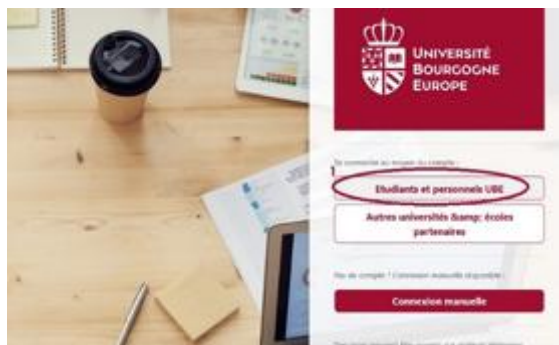 UNIVERSITÉ
BOURGOGNE
EUROPE
Se connecter au moyen du compte :
1
Etudiants et personnels UBE
Autres universités &amp; écoles
partenaires
Pas de compte ? Connexion manuelle disponible :
Connexion manuelle